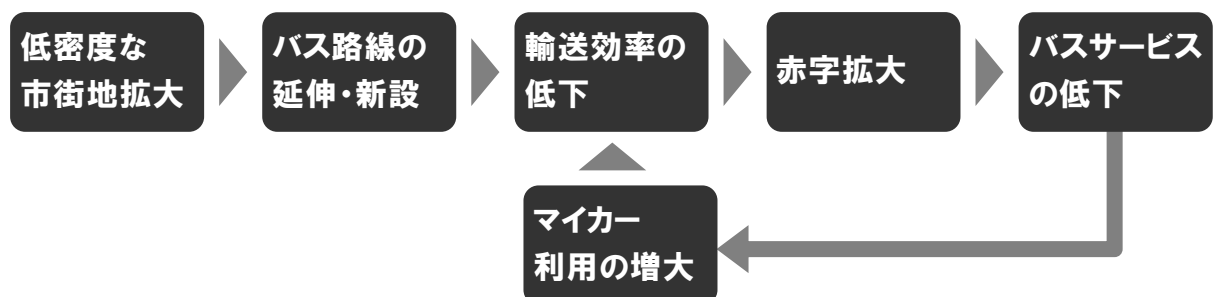 低密度な
市街地拡大
バス路線の
延伸・新設
輸送効率の
低下
赤字拡大
バスサービス
の低下
マイカー
利用の増大